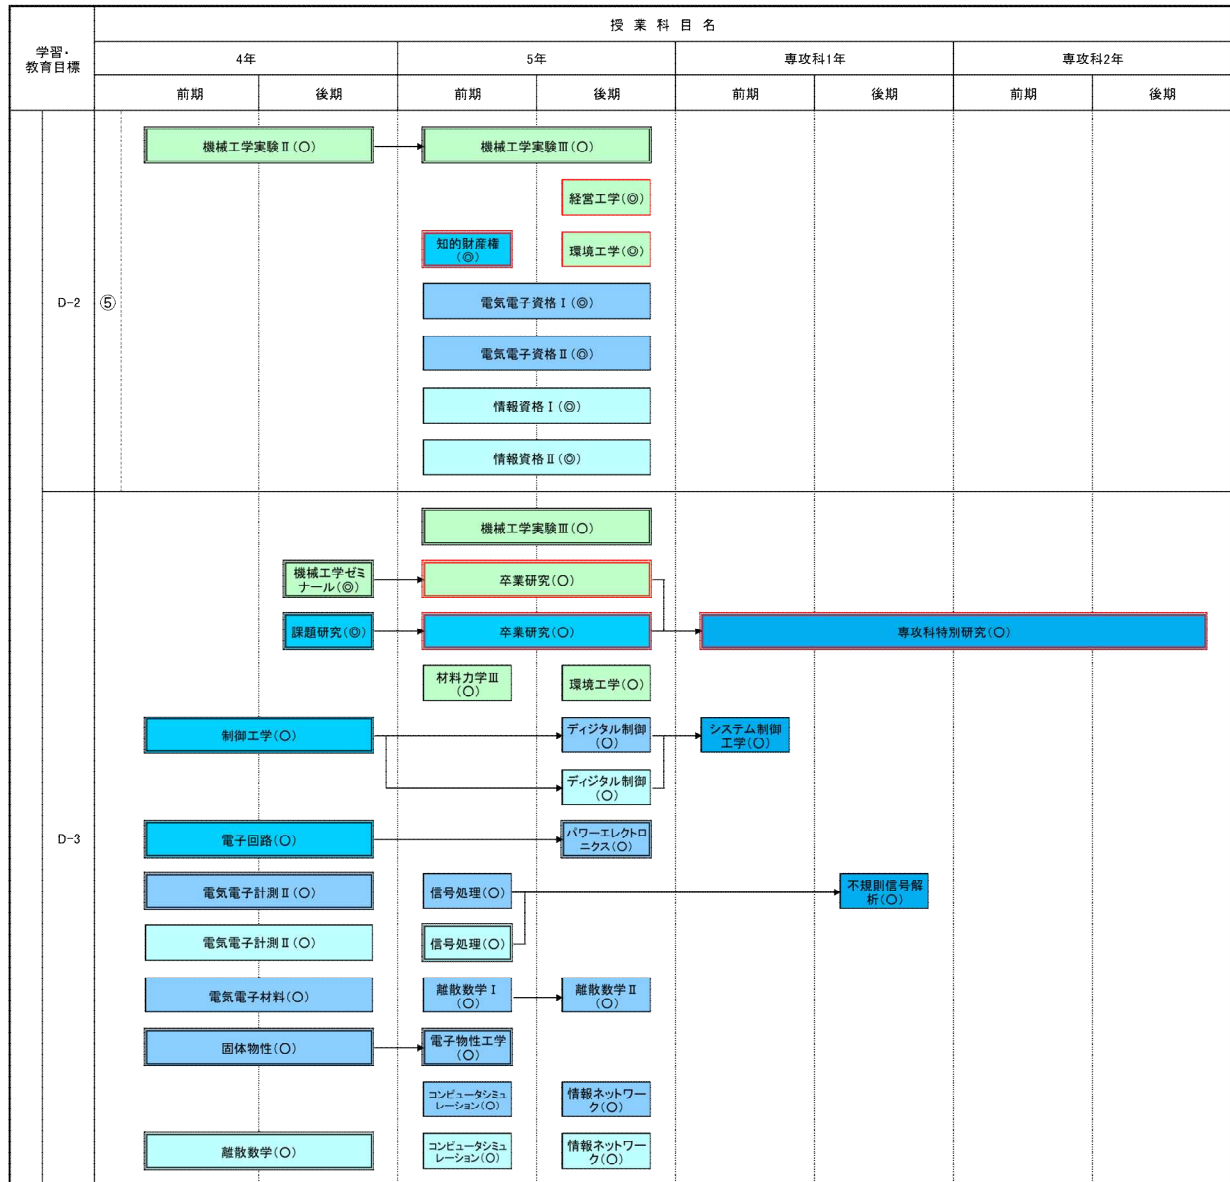 授 業 科 目 名
学習・
教育目標
4年
5年
専攻科1年
専攻科2年
前期
後期
前期
後期
前期
後期
前期
後期
D-2
⑤
機械工学実験Ⅱ(○)
機械工学実験Ⅲ(○)
経営工学(◎)
知的財産権
(◎)
環境工学(◎)
電気電子資格Ⅰ(◎)
電気電子資格Ⅱ(◎)
情報資格Ⅰ(◎)
情報資格Ⅱ(◎)
D-3
機械工学実験Ⅲ(○)
機械工学ゼミ
ナール(◎)
卒業研究(○)
課題研究(◎)
卒業研究(○)
専攻科特別研究(○)
材料力学Ⅲ
(○)
環境工学(○)
制御工学(○)
ディジタル制御
(○)
システム制御
工学(○)
ディジタル制御
(○)
電子回路(○)
パワーエレクトロ
ニクス(○)
電気電子計測Ⅱ(○)
信号処理(○)
不規則信号解
析(○)
電気電子計測Ⅱ(○)
信号処理(○)
電気電子材料(○)
離散数学Ⅰ
(○)
離散数学Ⅱ
(○)
固体物性(○)
電子物性工学
(○)
コンピュータシミュ
レーション(○)
情報ネットワー
ク(○)
離散数学(○)
コンピュータシミュ
レーション(○)
情報ネットワー
ク(○)